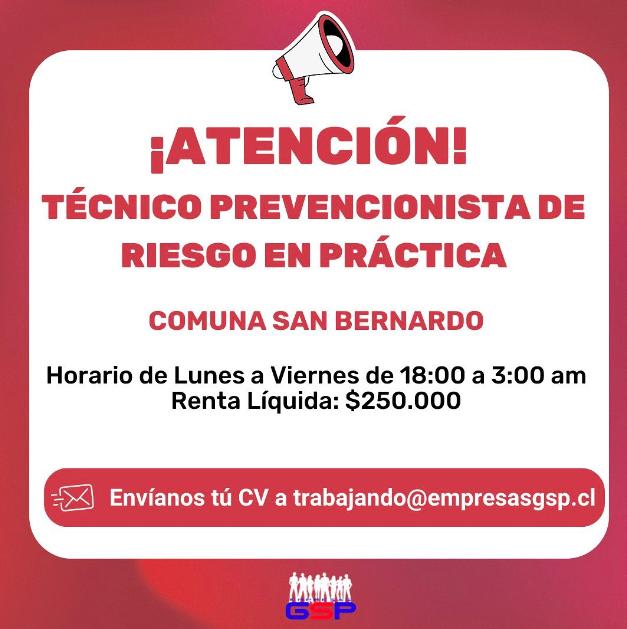 ¡ATENCIÓN!
TÉCNICO PREVENCIONISTA DE
RIESGO EN PRÁCTICA
COMUNA SAN BERNARDO
Horario de Lunes a Viernes de 18:00 a 3:00 am
Renta Líquida: $250.000
Envíanos tú CV a trabajando@empresasgsp.cl
GSP